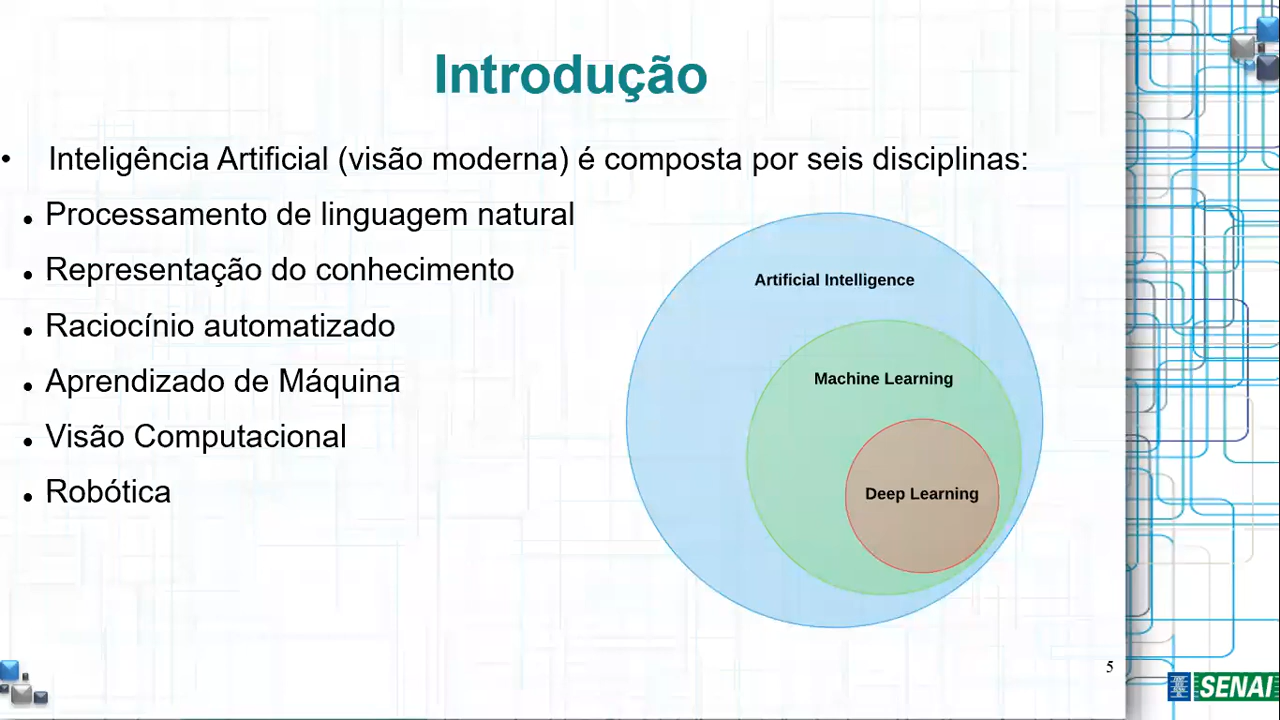 Introdução
• Inteligência Artificial (visão moderna) é composta por seis disciplinas:
• Processamento de linguagem natural
• Representação do conhecimento
• Raciocínio automatizado
• Aprendizado de Máquina
• Visão Computacional
• Robótica
Artificial Intelligence
Machine Learning
Deep Learning
5
SENAI